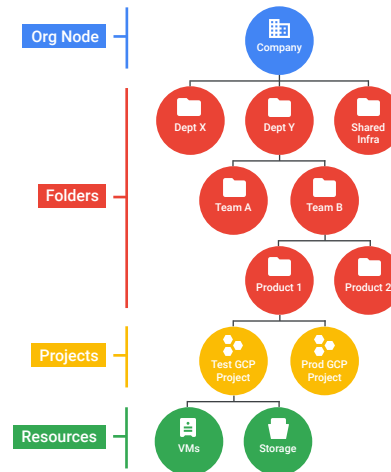 Org Node
Company
Dept X
Dept Y
Shared
Infra
Folders
Team A
Team B
Product 1
Product 2
Projects
Test GCP
Project
Prod GCP
Project
Resources
VMs
Storage